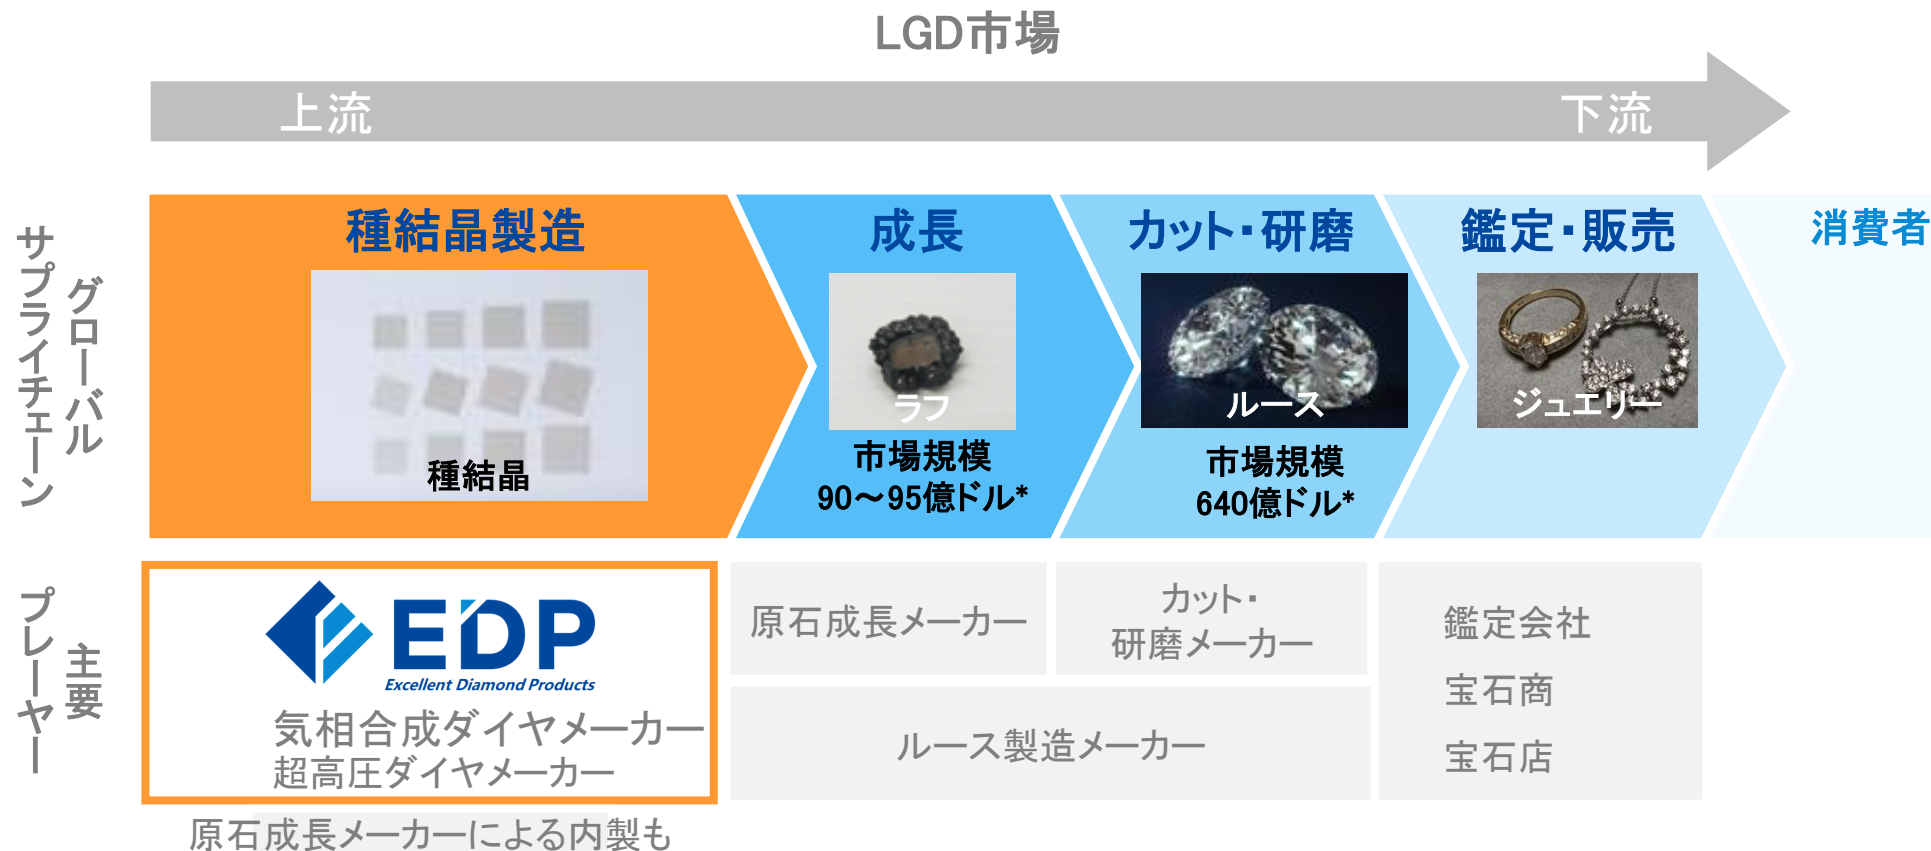 LGD市場
上流
下流
グローバル
サプライチェーン
種結晶製造
成長
カット・研磨
鑑定・販売
消費者
種結晶
ラフ
ルース
ジュエリー
市場規模
90～95億ドル*
市場規模
640億ドル*
主要
プレーヤー
EDP
Excellent Diamond Products
気相合成ダイヤメーカー
超高圧ダイヤメーカー
原石成長メーカーによる内製も
原石成長メーカー
カット・
研磨メーカー
ルース製造メーカー
鑑定会社
宝石商
宝石店